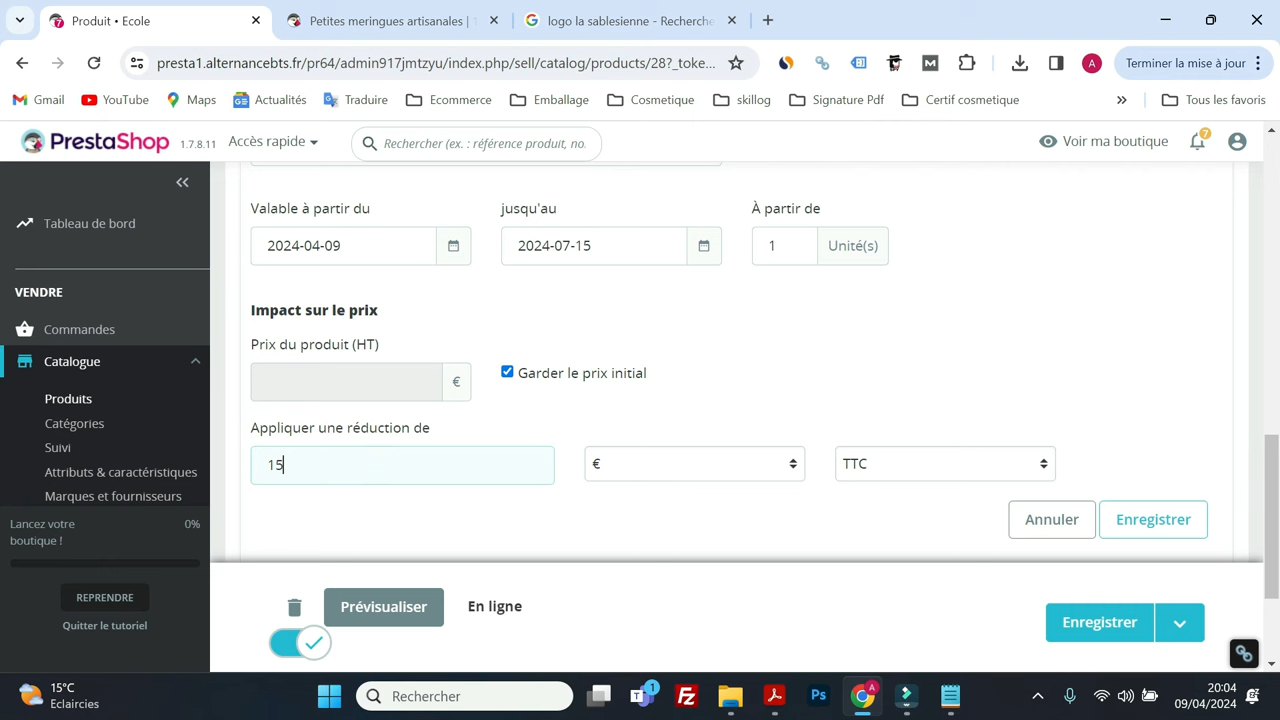 Produit • Ecole
Petites meringues artisanales |
logo la sablesienne - Recherche
presta1.alternancebts.fr/pr64/admin917jmtzyu/index.php/sell/catalog/products/28?_toke...
Terminer la mise à jour
Gmail
YouTube
Maps
Actualités
Traduire
Ecommerce
Emballage
Cosmetique
skillog
Signature Pdf
Certif cosmetique
Tous les favoris
PrestaShop
1.7.8.11
Accès rapide
Rechercher (ex. : référence produit, no.
Voir ma boutique
7
Tableau de bord
VENDRE
Commandes
Catalogue
Produits
Catégories
Suivi
Attributs & caractéristiques
Marques et fournisseurs
Lancez votre boutique !
0%
REPRENDRE
Quitter le tutoriel
Valable à partir du
jusqu'au
À partir de
2024-04-09
2024-07-15
1
Unité(s)
Impact sur le prix
Prix du produit (HT)
€
Garder le prix initial
Appliquer une réduction de
15
€
TTC
Annuler
Enregistrer
Prévisualiser
En ligne
Enregistrer
15°C
Eclaircies
Rechercher
1
20:04
09/04/2024